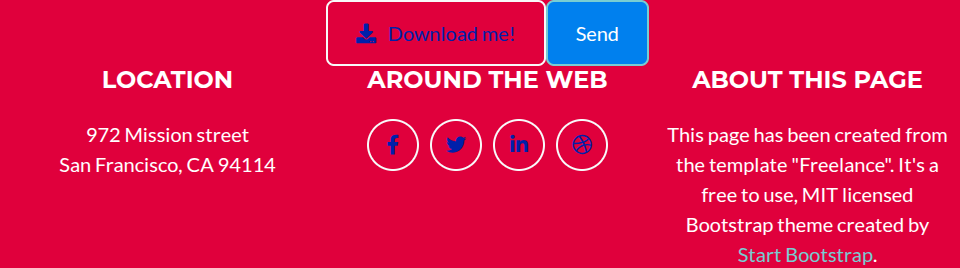 Download me!
Send
LOCATION
972 Mission street
San Francisco, CA 94114
AROUND THE WEB
ABOUT THIS PAGE
This page has been created from
the template "Freelance". It's a
free to use, MIT licensed
Bootstrap theme created by
Start Bootstrap.